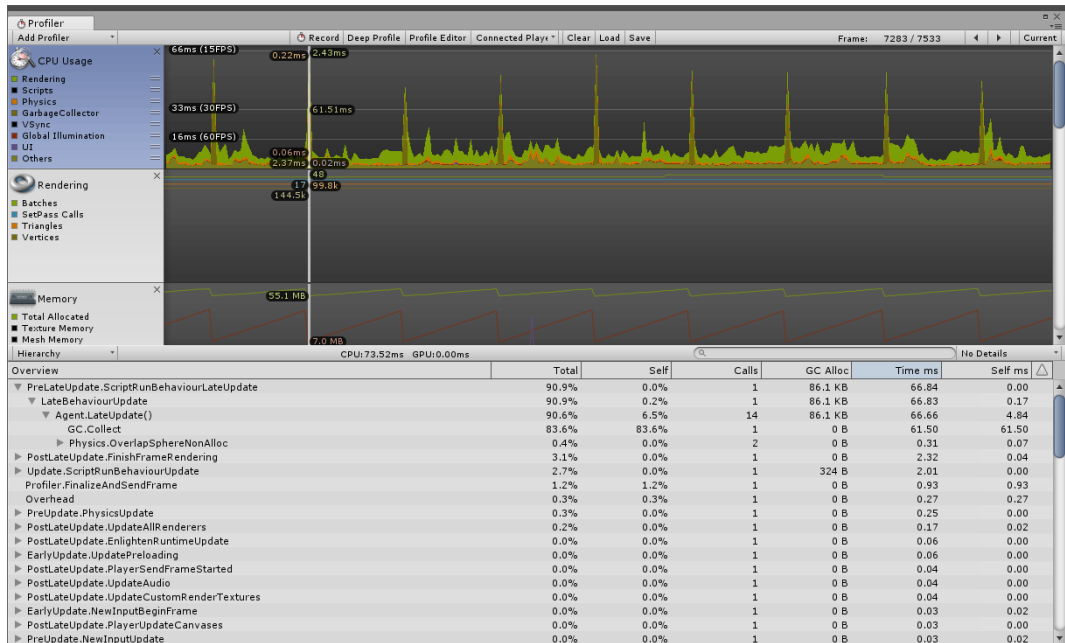 Profiler
Add Profiler Record Deep Profile Profile Editor Connected Playe Clear Load Save Frame: 7283 / 7533 Current
CPU Usage
Rendering
Scripts
Physics
GarbageCollector
VSync
Global Illumination
UI
Others
66ms (15FPS) 0.22ms 2.43ms
33ms (30FPS) 61.51ms
16ms (60FPS)
0.06ms
2.37ms 0.02ms
Rendering
Batches
SetPass Calls
Triangles
Vertices
48
17 99.8k
144.5k
Memory
Total Allocated
Texture Memory
Mesh Memory
55.1 MB
7.0 MB
Hierarchy CPU:73.52ms GPU:0.00ms No Details
Overview Total Self Calls GC Alloc Time ms Self ms
PreLateUpdate.ScriptRunBehaviourLateUpdate 90.9% 0.0% 1 86.1 KB 66.84 0.00
LateBehaviourUpdate 90.9% 0.2% 1 86.1 KB 66.83 0.17
Agent.LateUpdate() 90.6% 6.5% 14 86.1 KB 66.66 4.84
GC.Collect 83.6% 83.6% 1 0 B 61.50 61.50
Physics.OverlapSphereNonAlloc 0.4% 0.0% 2 0 B 0.31 0.07
PostLateUpdate.FinishFrameRendering 3.1% 0.0% 1 0 B 2.32 0.04
Update.ScriptRunBehaviourUpdate 2.7% 0.0% 1 324 B 2.01 0.00
Profiler.FinalizeAndSendFrame 1.2% 1.2% 1 0 B 0.93 0.93
Overhead 0.3% 0.3% 1 0 B 0.27 0.27
PreUpdate.PhysicsUpdate 0.3% 0.0% 1 0 B 0.25 0.00
PostLateUpdate.UpdateAllRenderers 0.2% 0.0% 1 0 B 0.17 0.02
PostLateUpdate.EnlightenRuntimeUpdate 0.0% 0.0% 1 0 B 0.06 0.00
EarlyUpdate.UpdatePreloading 0.0% 0.0% 1 0 B 0.06 0.00
PostLateUpdate.PlayerSendFrameStarted 0.0% 0.0% 1 0 B 0.04 0.00
PostLateUpdate.UpdateAudio 0.0% 0.0% 1 0 B 0.04 0.00
PostLateUpdate.UpdateCustomRenderTextures 0.0% 0.0% 1 0 B 0.04 0.00
EarlyUpdate.NewInputBeginFrame 0.0% 0.0% 1 0 B 0.03 0.02
PostLateUpdate.PlayerUpdateCanvases 0.0% 0.0% 1 0 B 0.03 0.00
PreUpdate.NewInputUpdate 0.0% 0.0% 1 0 B 0.03 0.02